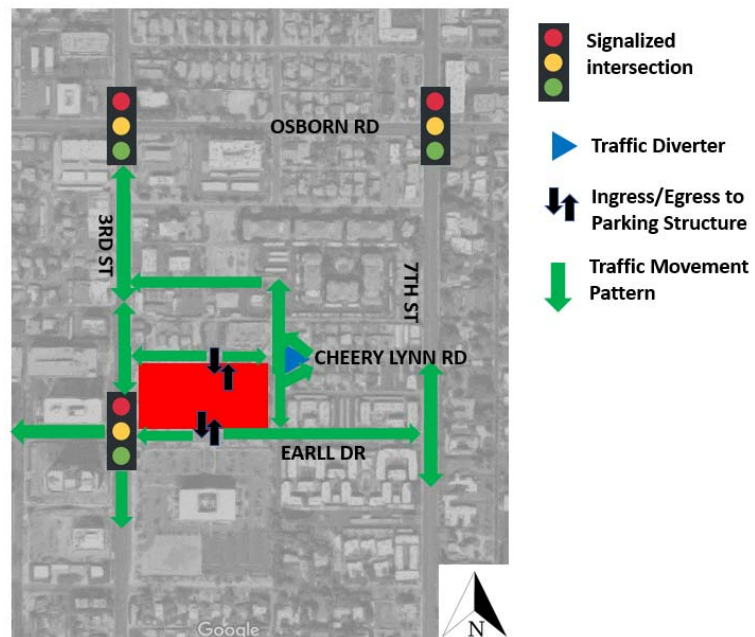 Signalized
intersection
OSBORN RD
Traffic Diverter
Ingress/Egress to
Parking Structure
3RD ST
7TH ST
Traffic Movement
Pattern
CHEERY LYNN RD
EARLL DR
Google
N